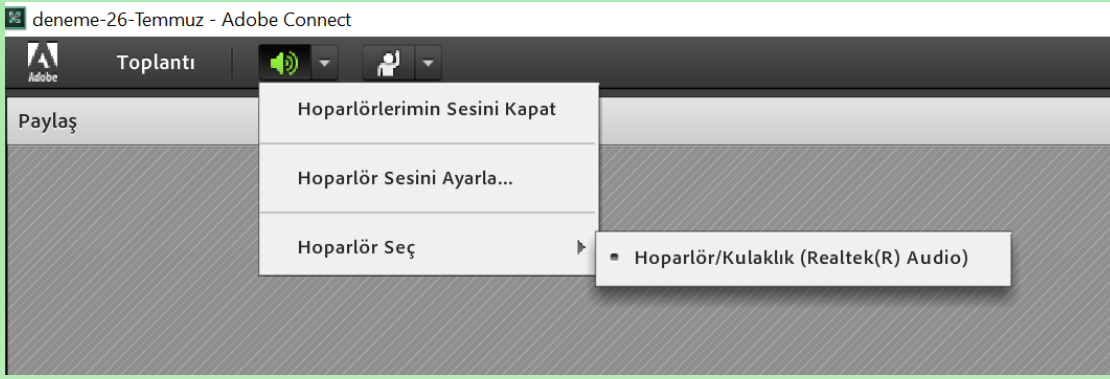 deneme-26-Temmuz - Adobe Connect
Adobe
Toplantı
Hoparlörlerimin Sesini Kapat
Paylaş
Hoparlör Sesini Ayarla...
Hoparlör Seç
Hoparlör/Kulaklık (Realtek(R) Audio)